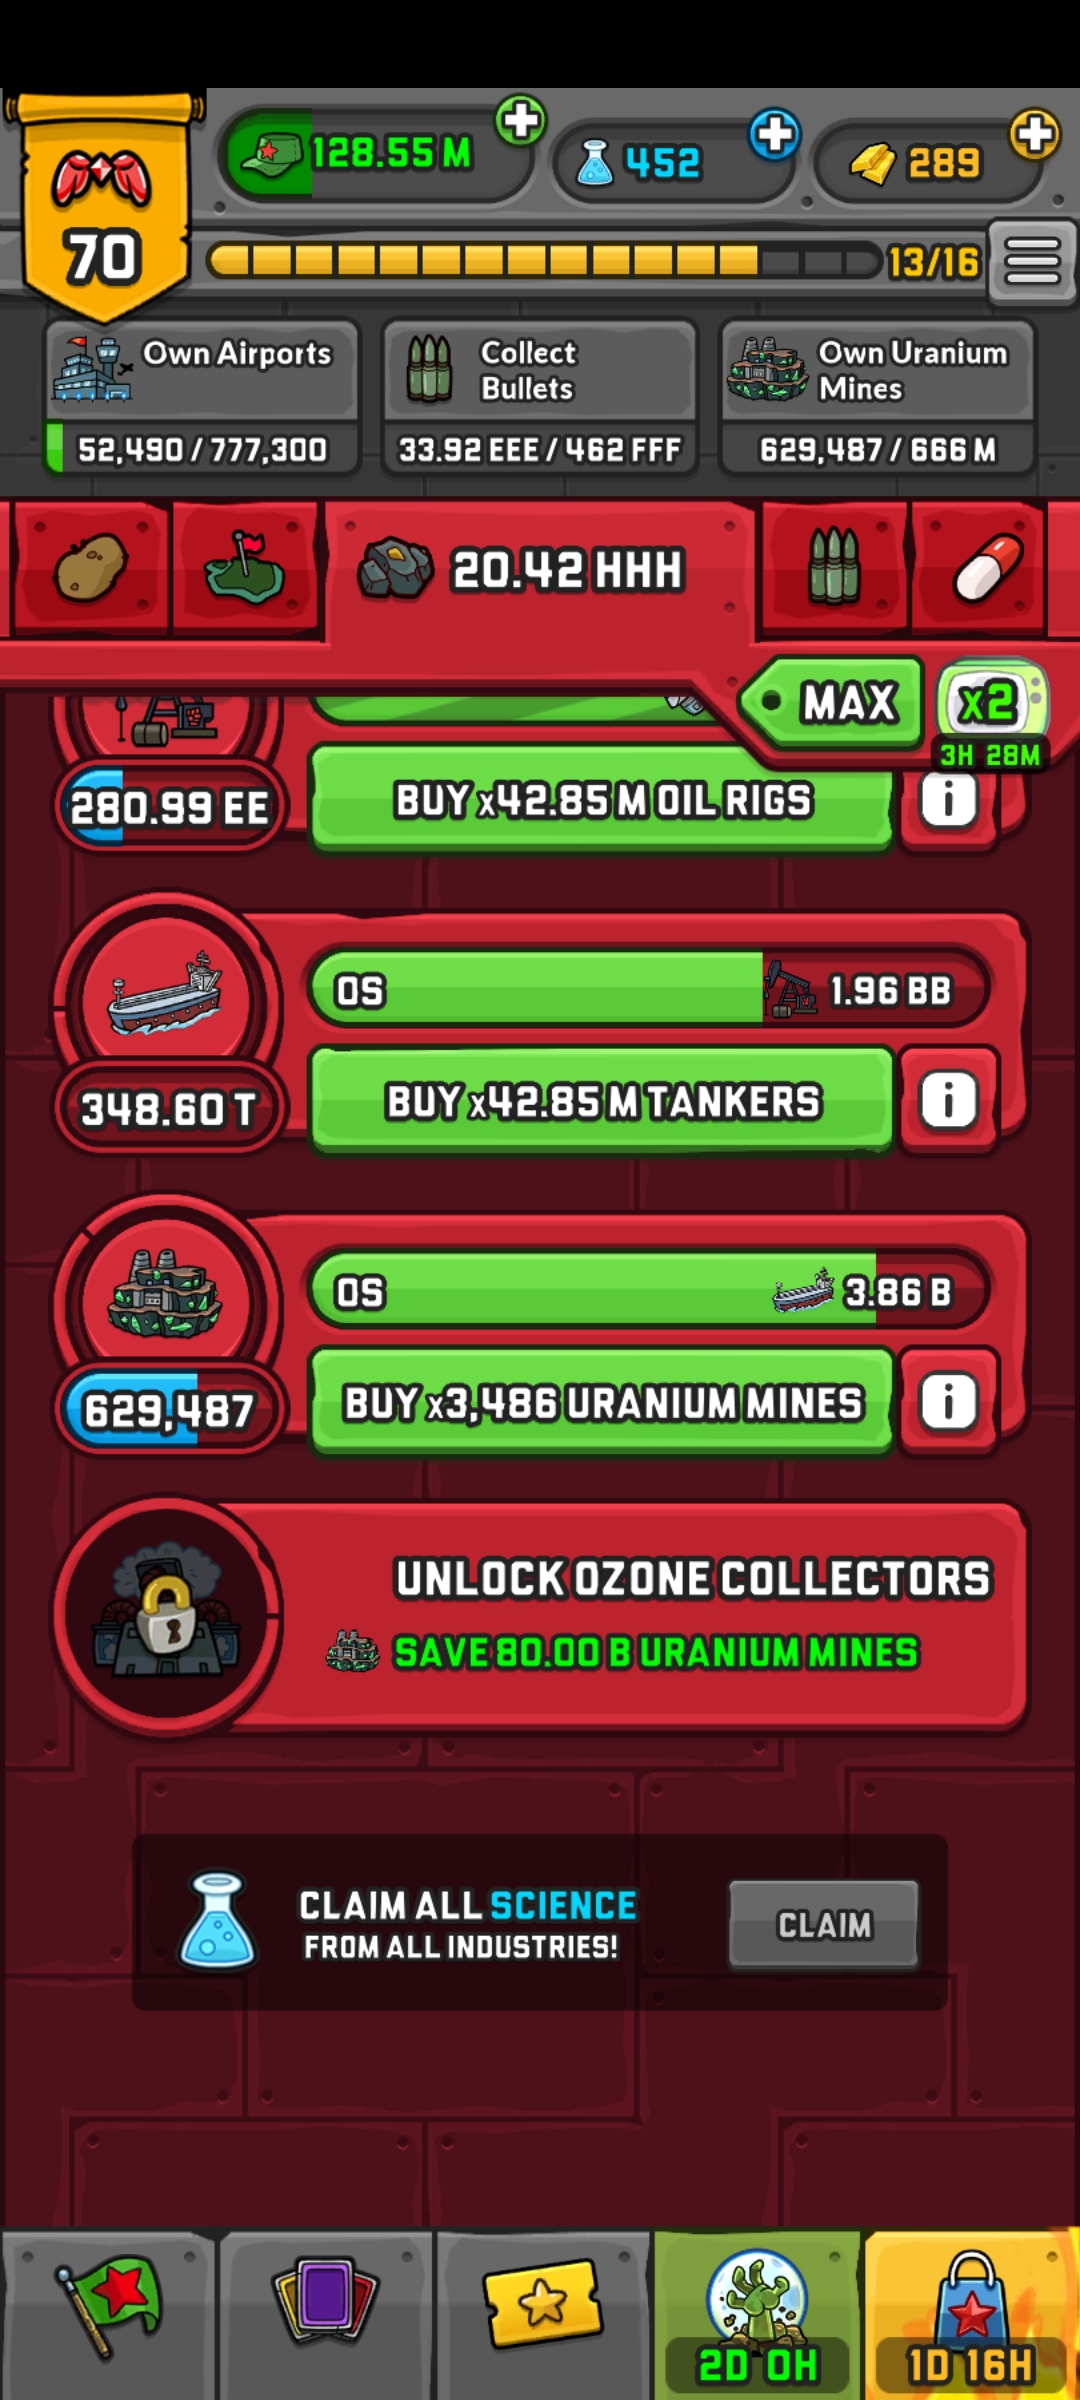 128.55 M
452
289
70
13/16
Own Airports
52,490 / 777,300
Collect
Bullets
33.92 EEE / 462 FFF
Own Uranium
Mines
629,487 / 666 M
20.42 HHH
MAX
x2
3H 28M
280.99 EE
BUY x42.85 M OIL RIGS
i
0S
1.96 BB
348.60 T
BUY x42.85 M TANKERS
i
0S
3.86 B
629,487
BUY x3,486 URANIUM MINES
i
UNLOCK OZONE COLLECTORS
SAVE 80.00 B URANIUM MINES
CLAIM ALL SCIENCE
FROM ALL INDUSTRIES!
CLAIM
2D 0H
1D 16H